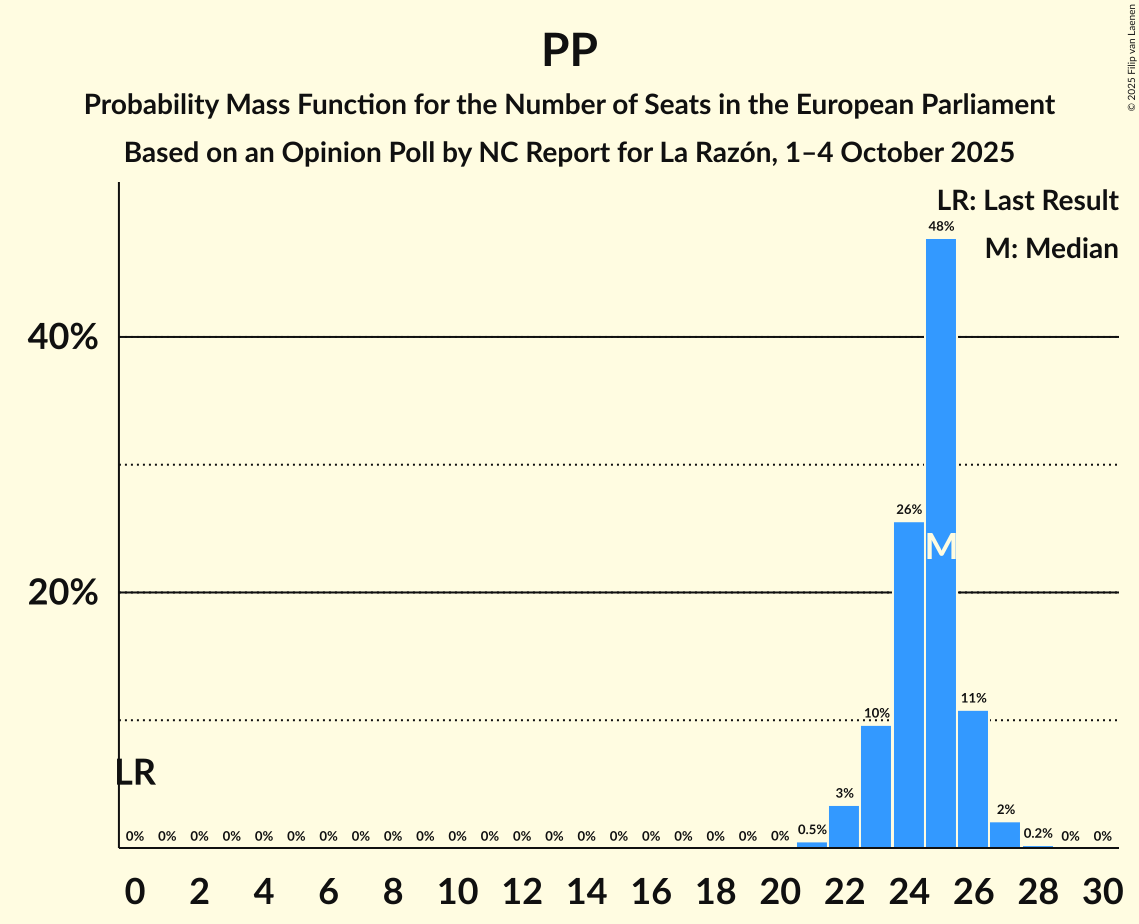 PP
Probability Mass Function for the Number of Seats in the European Parliament
Based on an Opinion Poll by NC Report for La Razón, 1–4 October 2025
© 2025 Filip van Laenen
LR: Last Result
M: Median
48%
40%
26%
M
20%
11%
10%
LR
3%
2%
0% 0% 0% 0% 0% 0% 0% 0% 0% 0% 0% 0% 0% 0% 0% 0% 0% 0% 0% 0% 0% 0.5% 0.2% 0% 0%
0 2 4 6 8 10 12 14 16 18 20 22 24 26 28 30